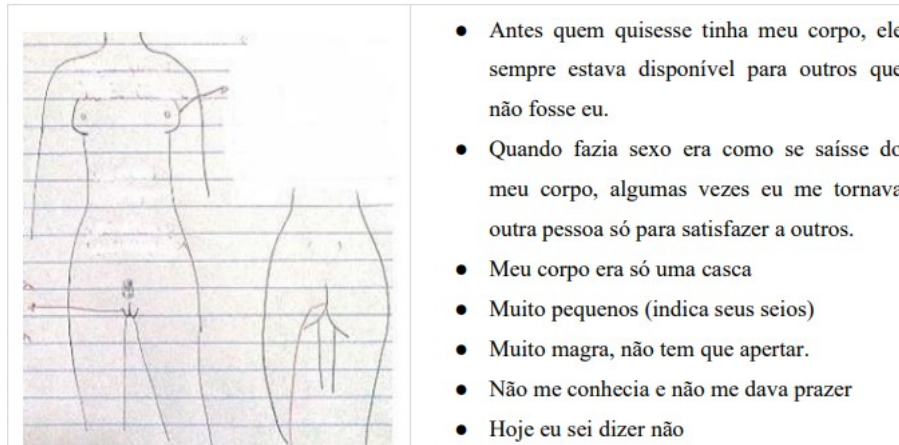 ● Antes quem quisesse tinha meu corpo, ele
sempre estava disponível para outros que
não fosse eu.
● Quando fazia sexo era como se saísse do
meu corpo, algumas vezes eu me tornava
outra pessoa só para satisfazer a outros.
● Meu corpo era só uma casca
● Muito pequenos (indica seus seios)
● Muito magra, não tem que apertar.
● Não me conhecia e não me dava prazer
● Hoje eu sei dizer não